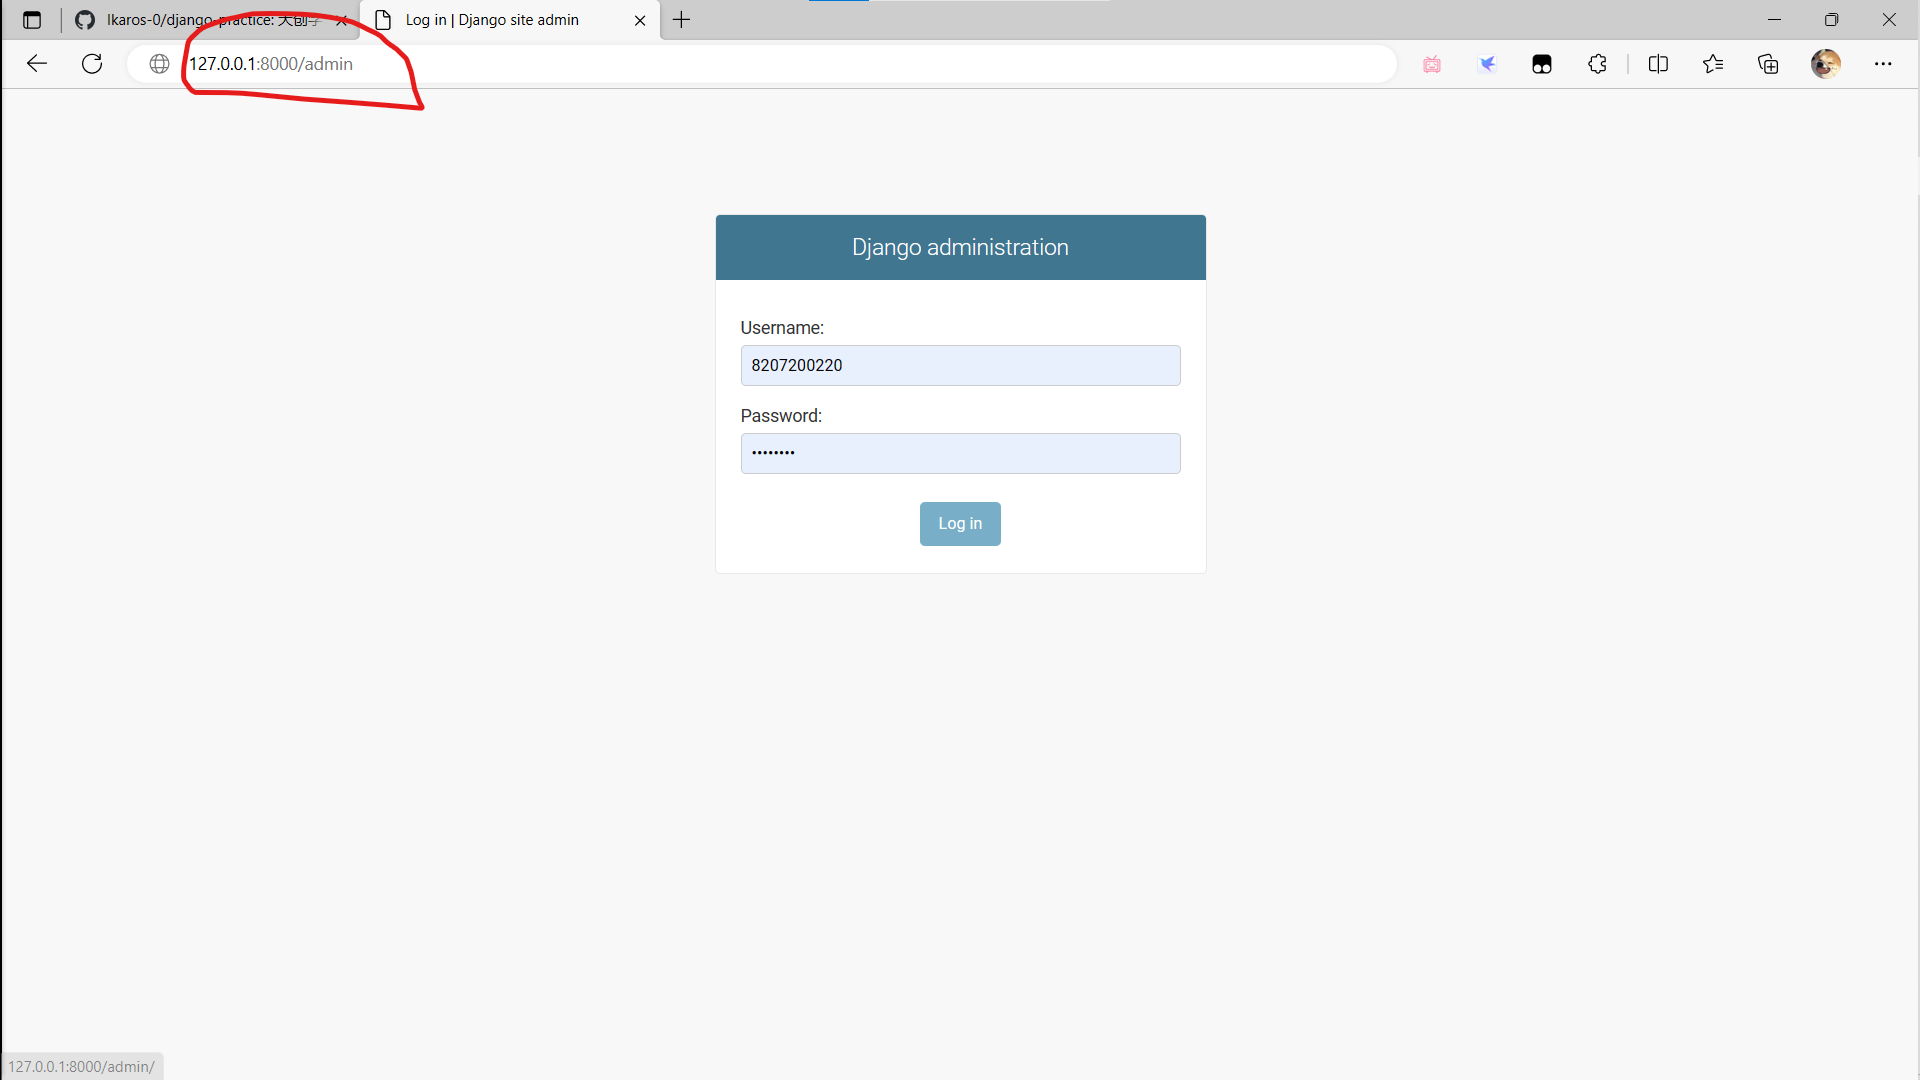 Ikaros-0/django-practice: 大创学
Log in | Django site admin
127.0.0.1:8000/admin
Django administration
Username:
8207200220
Password:
••••••••
Log in
127.0.0.1:8000/admin/